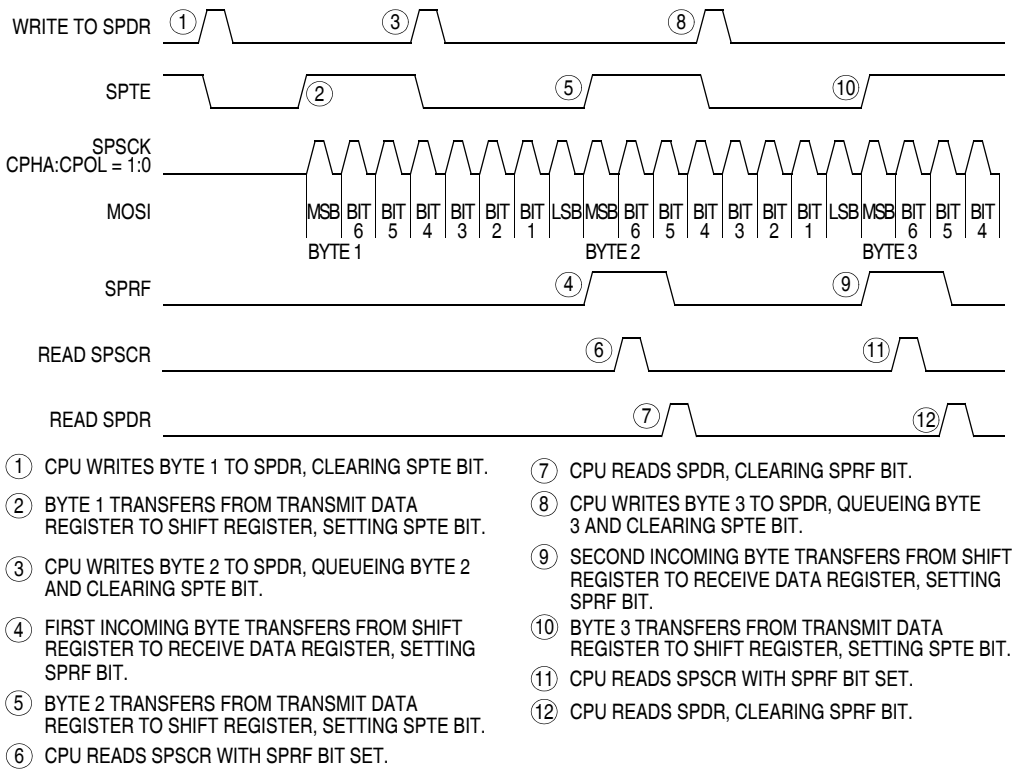 WRITE TO SPDR 1 3 8
SPTE 2 5 10
SPSCK
CPHA:CPOL = 1:0
MOSI MSB BIT BIT BIT BIT BIT BIT LSB MSB BIT BIT BIT BIT BIT BIT LSB MSB BIT BIT BIT
6 5 4 3 2 1 6 5 4 3 2 1 6 5 4
BYTE 1 BYTE 2 BYTE 3
SPRF 4 9
READ SPSCR 6 11
READ SPDR 7 12
1 CPU WRITES BYTE 1 TO SPDR, CLEARING SPTE BIT.
2 BYTE 1 TRANSFERS FROM TRANSMIT DATA
REGISTER TO SHIFT REGISTER, SETTING SPTE BIT.
3 CPU WRITES BYTE 2 TO SPDR, QUEUEING BYTE 2
AND CLEARING SPTE BIT.
4 FIRST INCOMING BYTE TRANSFERS FROM SHIFT
REGISTER TO RECEIVE DATA REGISTER, SETTING
SPRF BIT.
5 BYTE 2 TRANSFERS FROM TRANSMIT DATA
REGISTER TO SHIFT REGISTER, SETTING SPTE BIT.
6 CPU READS SPSCR WITH SPRF BIT SET.
7 CPU READS SPDR, CLEARING SPRF BIT.
8 CPU WRITES BYTE 3 TO SPDR, QUEUEING BYTE
3 AND CLEARING SPTE BIT.
9 SECOND INCOMING BYTE TRANSFERS FROM SHIFT
REGISTER TO RECEIVE DATA REGISTER, SETTING
SPRF BIT.
10 BYTE 3 TRANSFERS FROM TRANSMIT DATA
REGISTER TO SHIFT REGISTER, SETTING SPTE BIT.
11 CPU READS SPSCR WITH SPRF BIT SET.
12 CPU READS SPDR, CLEARING SPRF BIT.